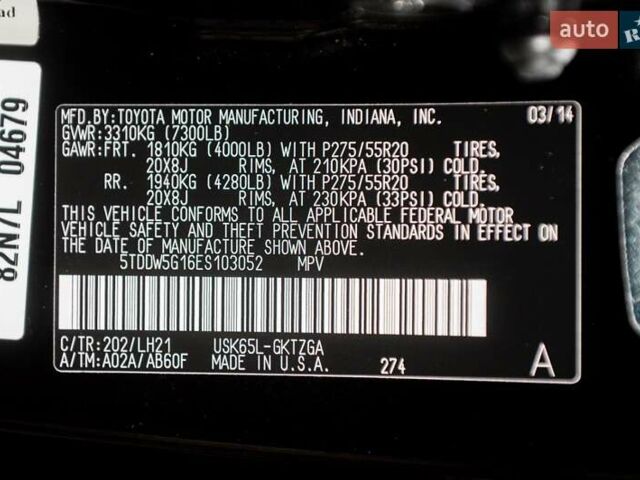 ad
auto
R
82N7L 04679
MFD.BY:TOYOTA MOTOR MANUFACTURING, INDIANA, INC. 03/14
GVWR:3310KG (7300LB)
GAWR:FRT. 1810KG (4000LB) WITH P275/55R20 TIRES,
20X8J RIMS, AT 210KPA (30PSI) COLD.
RR. 1940KG (4280LB) WITH P275/55R20 TIRES,
20X8J RIMS, AT 230KPA (33PSI) COLD.
THIS VEHICLE CONFORMS TO ALL APPLICABLE FEDERAL MOTOR
VEHICLE SAFETY AND THEFT PREVENTION STANDARDS IN EFFECT ON
THE DATE OF MANUFACTURE SHOWN ABOVE.
5TDDW5G16ES103052 MPV
C/TR:202/LH21 USK65L-GKTZGA
A/TM:A02A/AB60F MADE IN U.S.A. 274 A